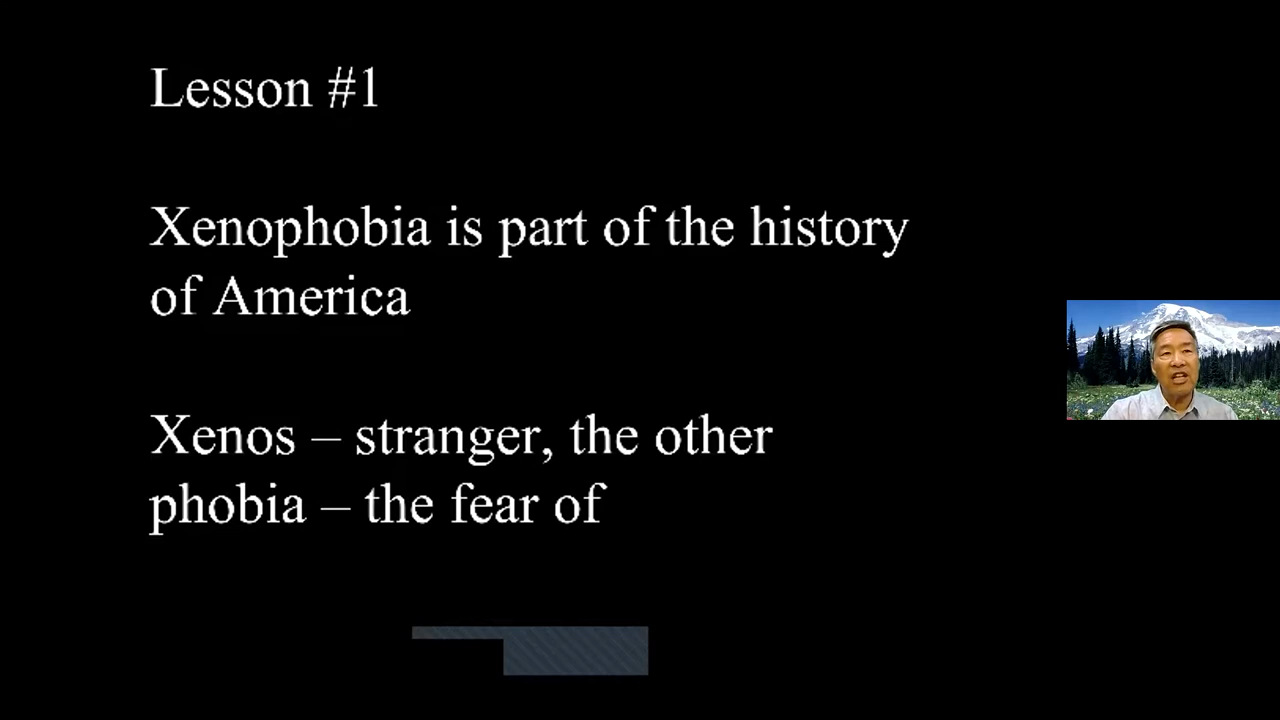 Lesson #1
Xenophobia is part of the history
of America
Xenos – stranger, the other
phobia – the fear of